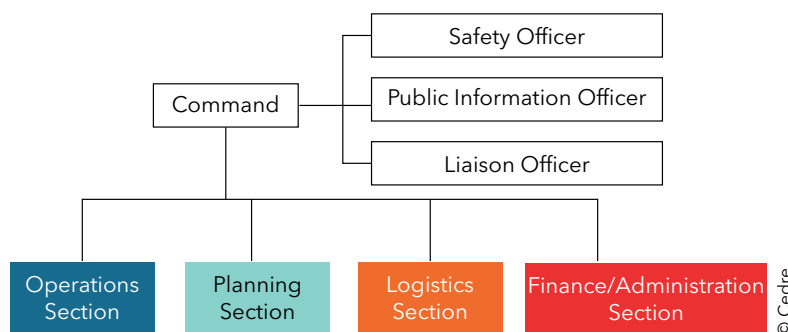 Safety Officer
Command
Public Information Officer
Liaison Officer
Operations
Section
Planning
Section
Logistics
Section
Finance/Administration
Section
© Cedre